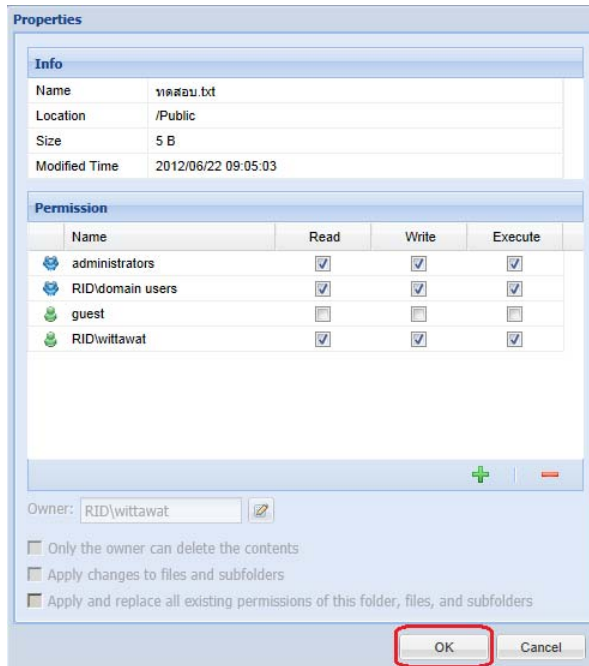 Properties
Info
Name ทดสอบ.txt
Location /Public
Size 5 B
Modified Time 2012/06/22 09:05:03
Permission
Name Read Write Execute
administrators
RID\domain users
guest
RID\wittawat
Owner: RID\wittawat
Only the owner can delete the contents
Apply changes to files and subfolders
Apply and replace all existing permissions of this folder, files, and subfolders
OK Cancel